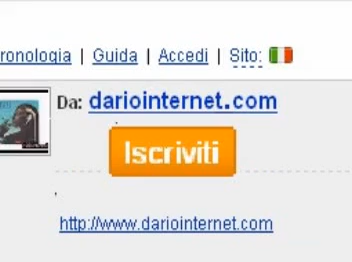 ronologia | Guida | Accedi | Sito:
Da: dariointernet.com
Iscriviti
http://www.dariointernet.com